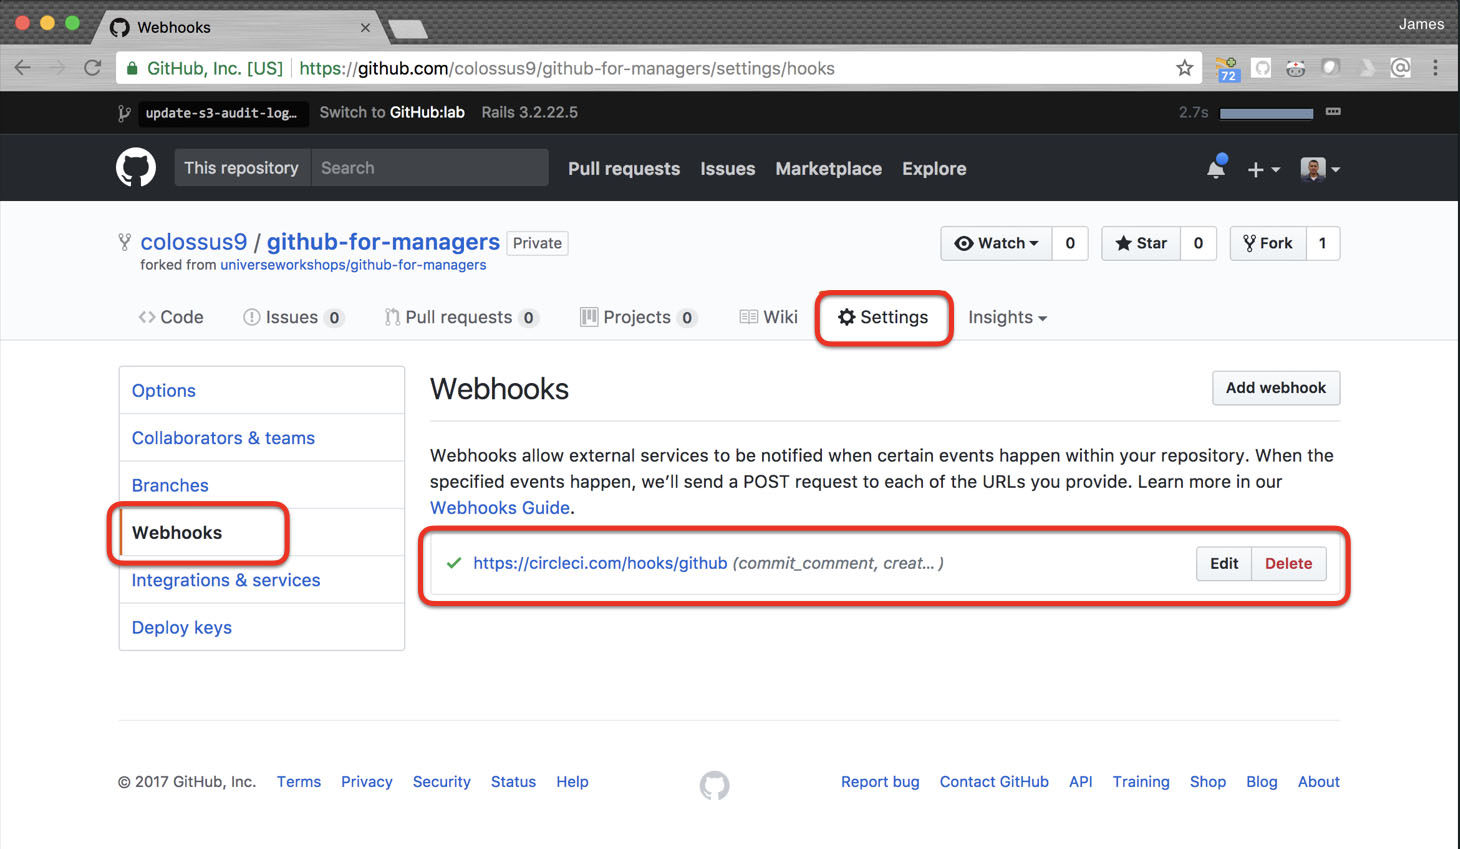 Webhooks
James
GitHub, Inc. [US] https://github.com/colossus9/github-for-managers/settings/hooks
72
update-s3-audit-log… Switch to GitHub:lab Rails 3.2.22.5 2.7s
This repository Search Pull requests Issues Marketplace Explore
colossus9 / github-for-managers Private
Watch 0 Star 0 Fork 1
forked from universeworkshops/github-for-managers
Code Issues 0 Pull requests 0 Projects 0 Wiki Settings Insights
Options
Collaborators & teams
Branches
Webhooks
Integrations & services
Deploy keys
Webhooks
Add webhook
Webhooks allow external services to be notified when certain events happen within your repository. When the
specified events happen, we’ll send a POST request to each of the URLs you provide. Learn more in our
Webhooks Guide.
https://circleci.com/hooks/github (commit_comment, creat… )
Edit Delete
© 2017 GitHub, Inc. Terms Privacy Security Status Help
Report bug Contact GitHub API Training Shop Blog About